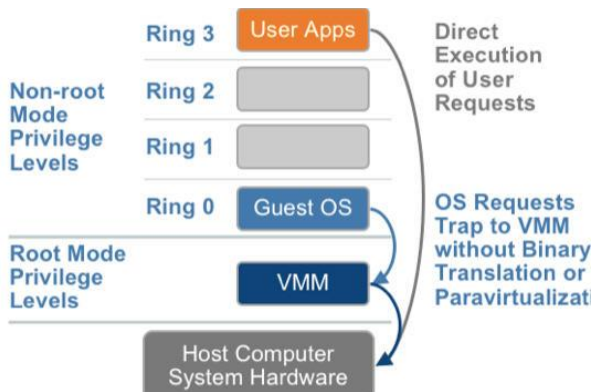 Ring 3
User Apps
Direct
Execution
of User
Requests
Non-root
Mode
Privilege
Levels
Ring 2
Ring 1
Ring 0
Guest OS
OS Requests
Trap to VMM
without Binary
Translation or
Paravirtualizati
Root Mode
Privilege
Levels
VMM
Host Computer
System Hardware